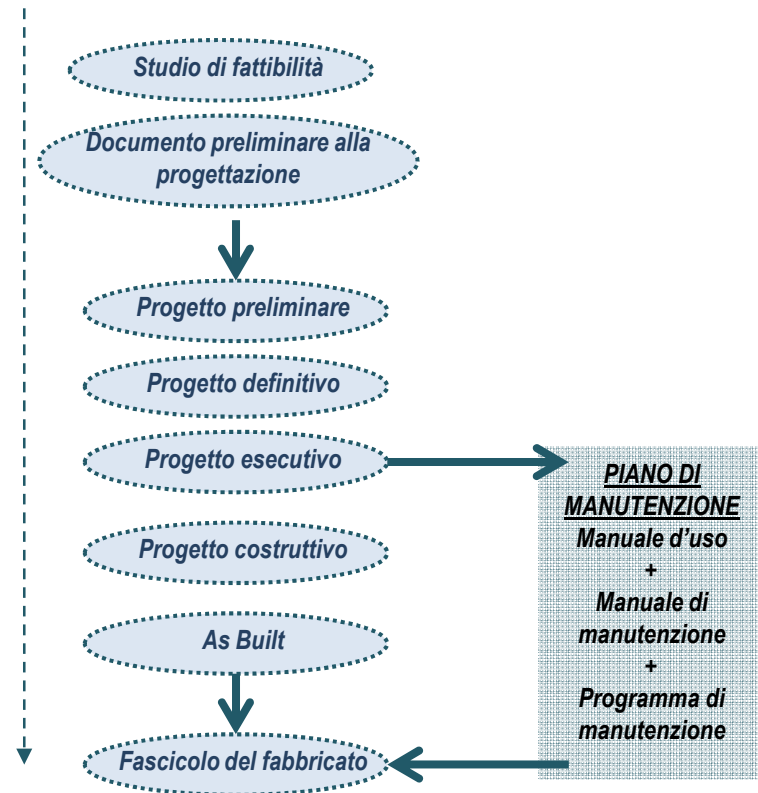 Studio di fattibilità
Documento preliminare alla
progettazione
Progetto preliminare
Progetto definitivo
Progetto esecutivo
Progetto costruttivo
As Built
Fascicolo del fabbricato
PIANO DI
MANUTENZIONE
Manuale d'uso
+
Manuale di
manutenzione
+
Programma di
manutenzione